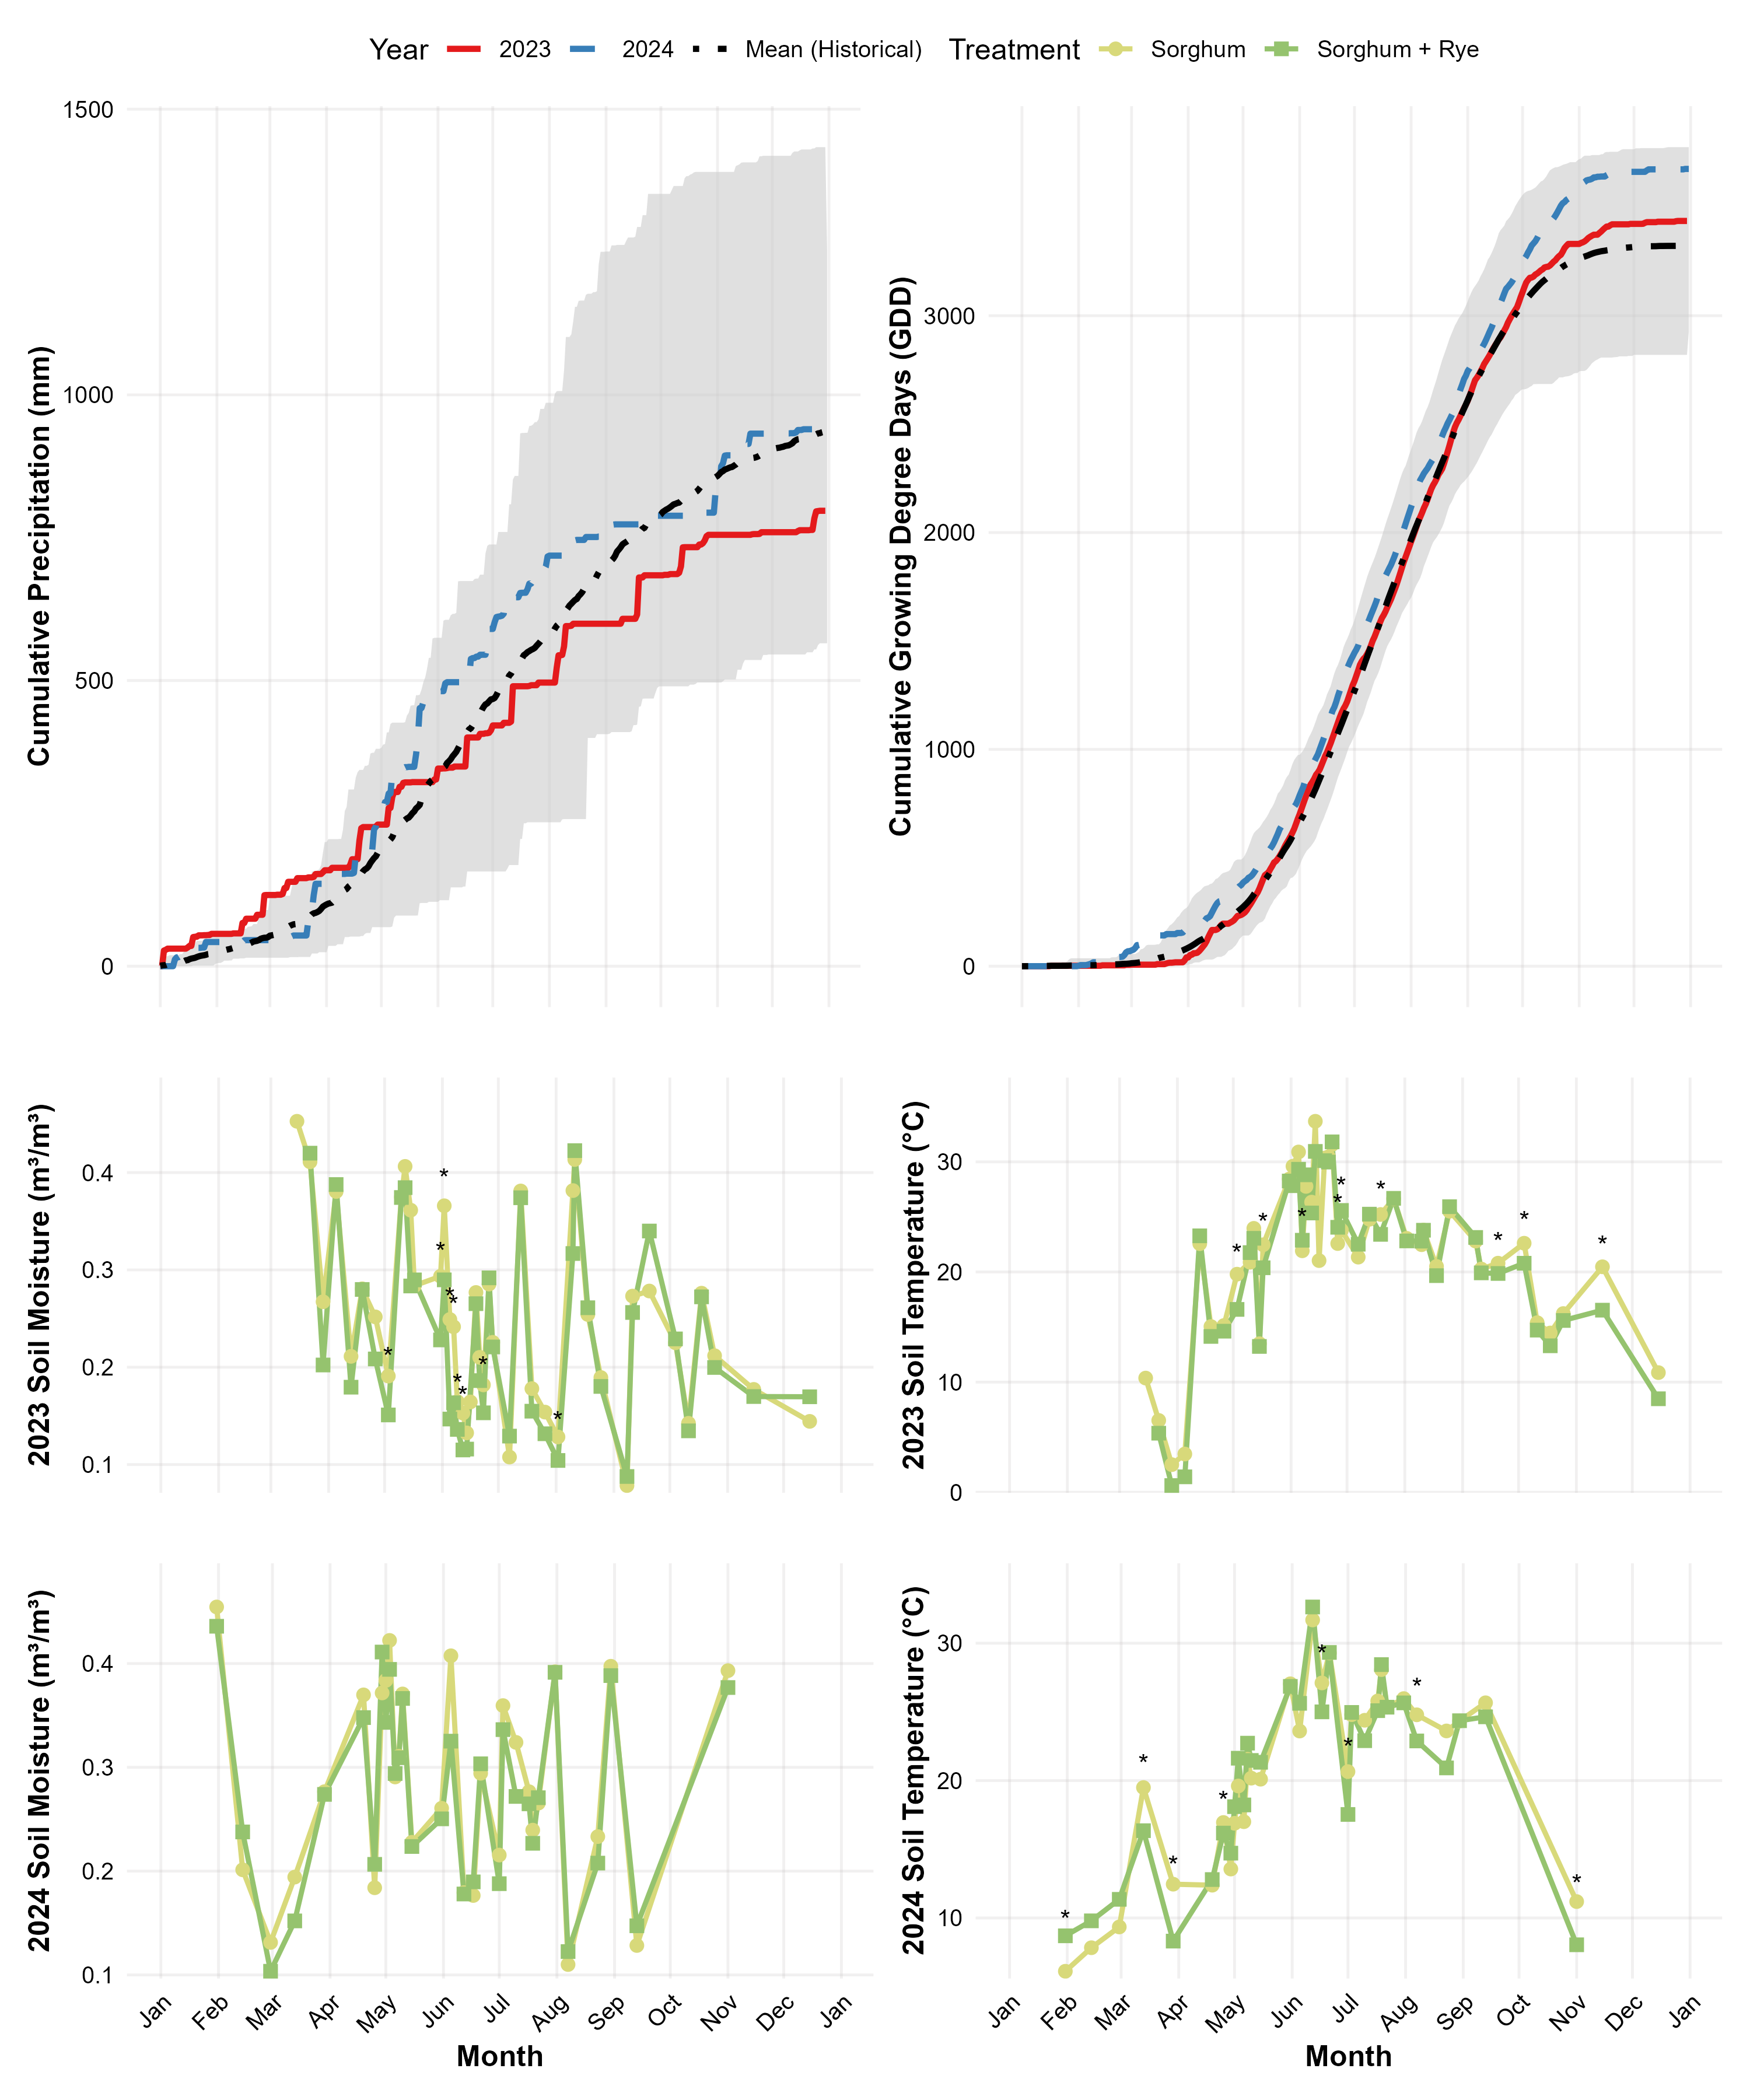 Year 2023 2024 Mean (Historical) Treatment Sorghum Sorghum + Rye
Cumulative Precipitation (mm)
1500
1000
500
0
Cumulative Growing Degree Days (GDD)
3000
2000
1000
0
2023 Soil Moisture (m³/m³)
0.4
0.3
0.2
0.1
* * * * * * * * *
2023 Soil Temperature (°C)
30
20
10
0
* * * * * * * * *
2024 Soil Moisture (m³/m³)
0.4
0.3
0.2
0.1
Jan Feb Mar Apr May Jun Jul Aug Sep Oct Nov Dec Jan
Month
2024 Soil Temperature (°C)
30
20
10
* * * * * * * *
Jan Feb Mar Apr May Jun Jul Aug Sep Oct Nov Dec Jan
Month